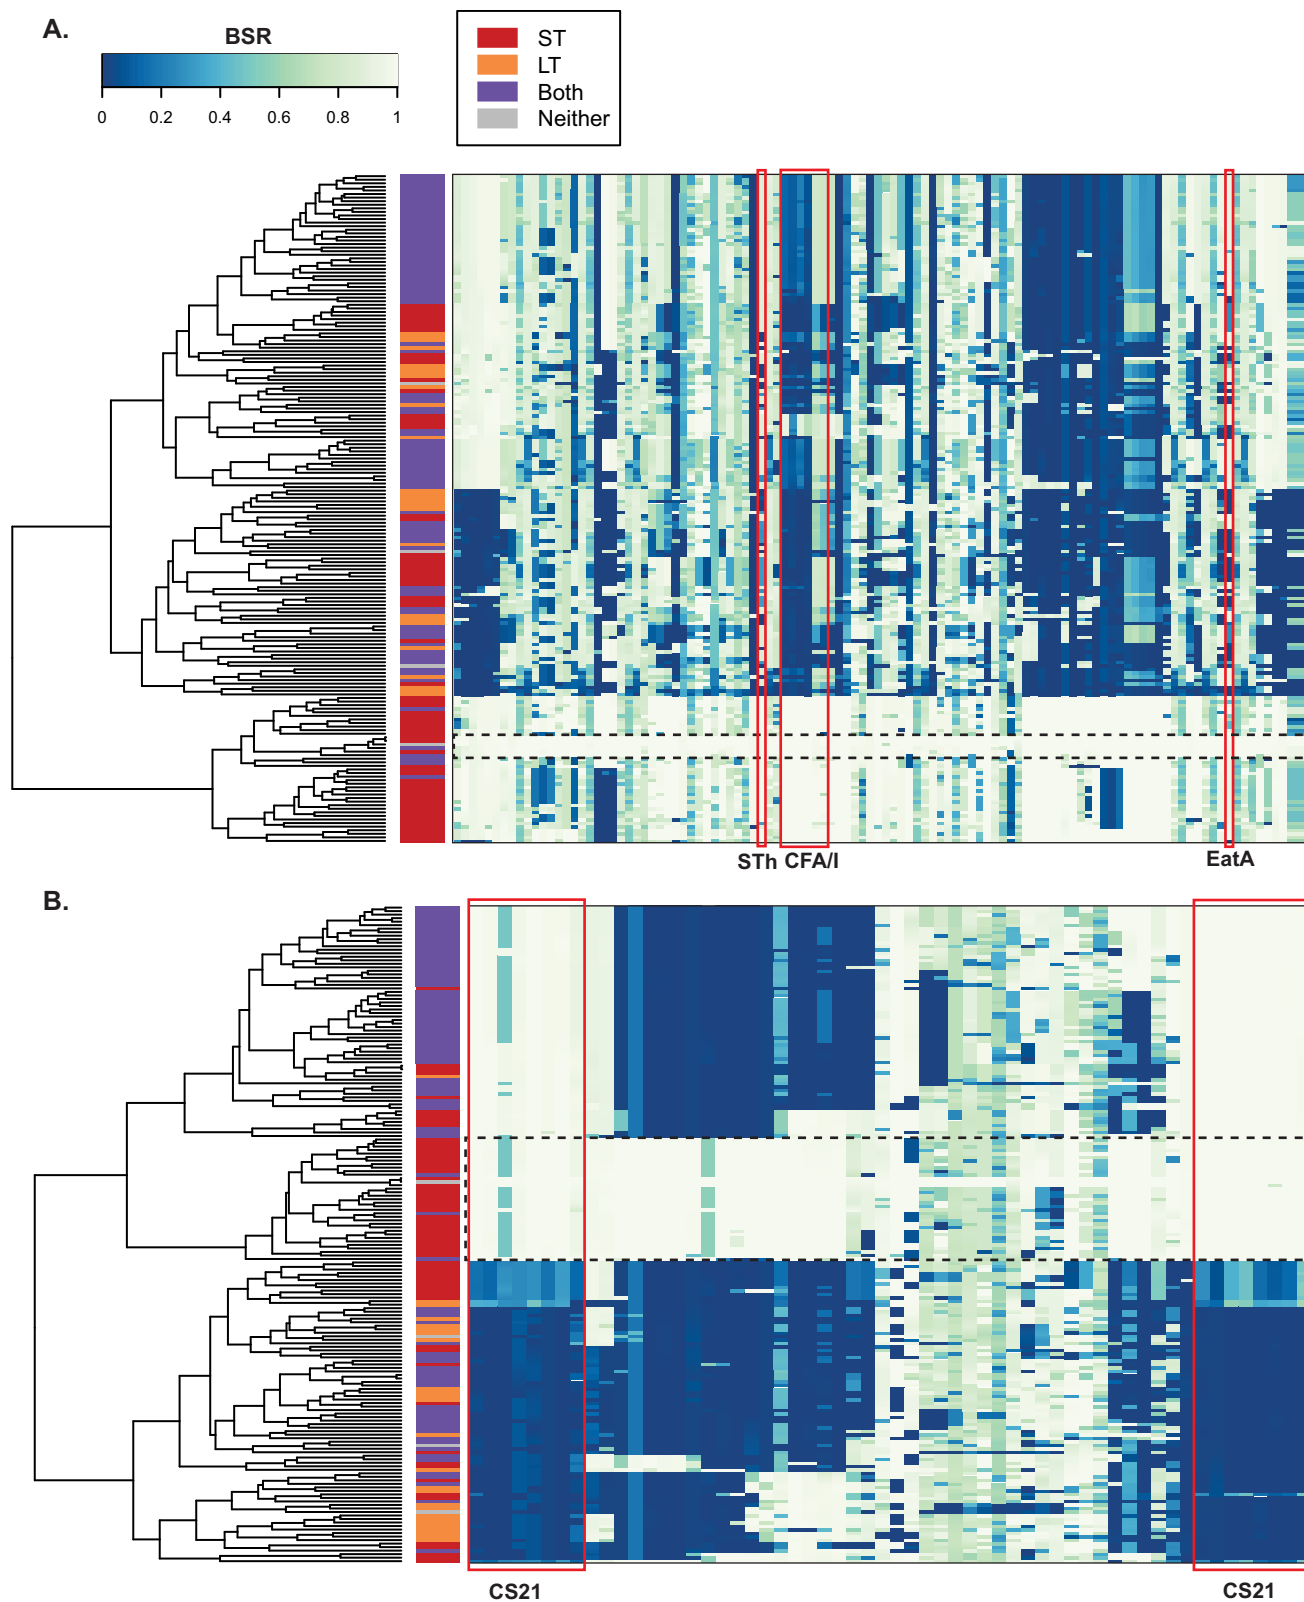 A.
BSR
0 0.2 0.4 0.6 0.8 1
ST
LT
Both
Neither
STh CFA/I EatA
B.
CS21 CS21